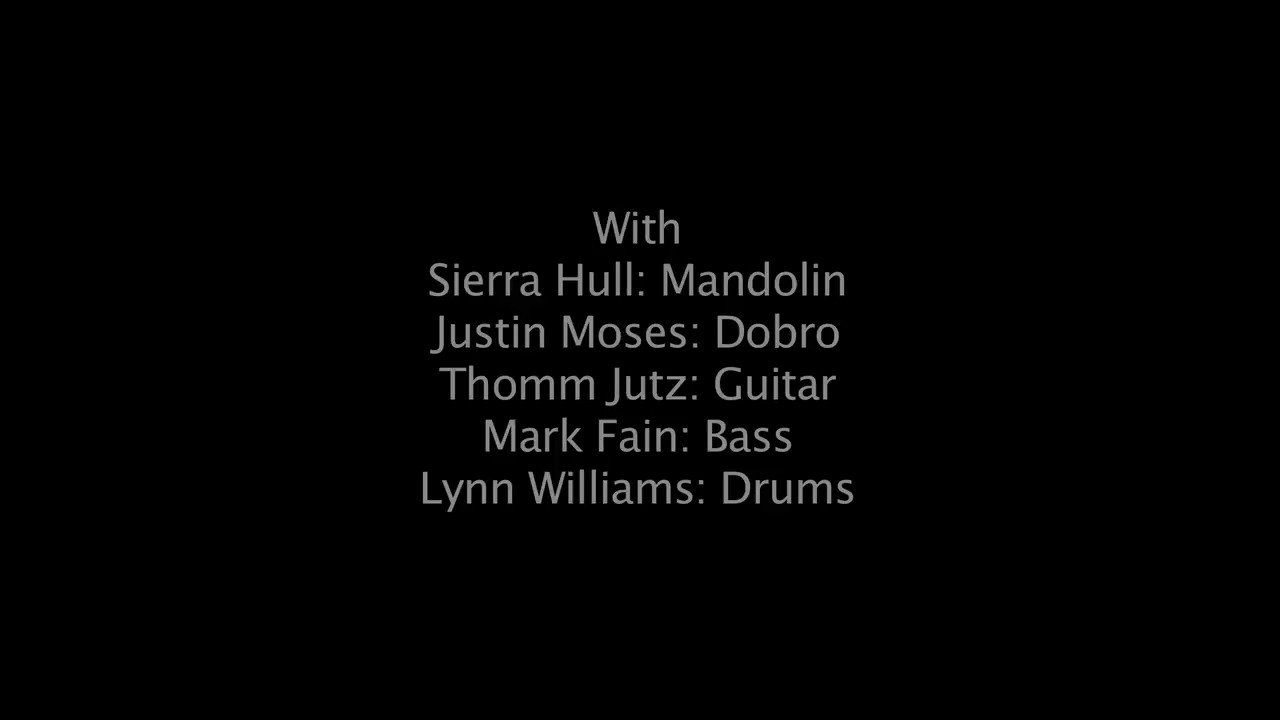 With
Sierra Hull: Mandolin
Justin Moses: Dobro
Thomm Jutz: Guitar
Mark Fain: Bass
Lynn Williams: Drums